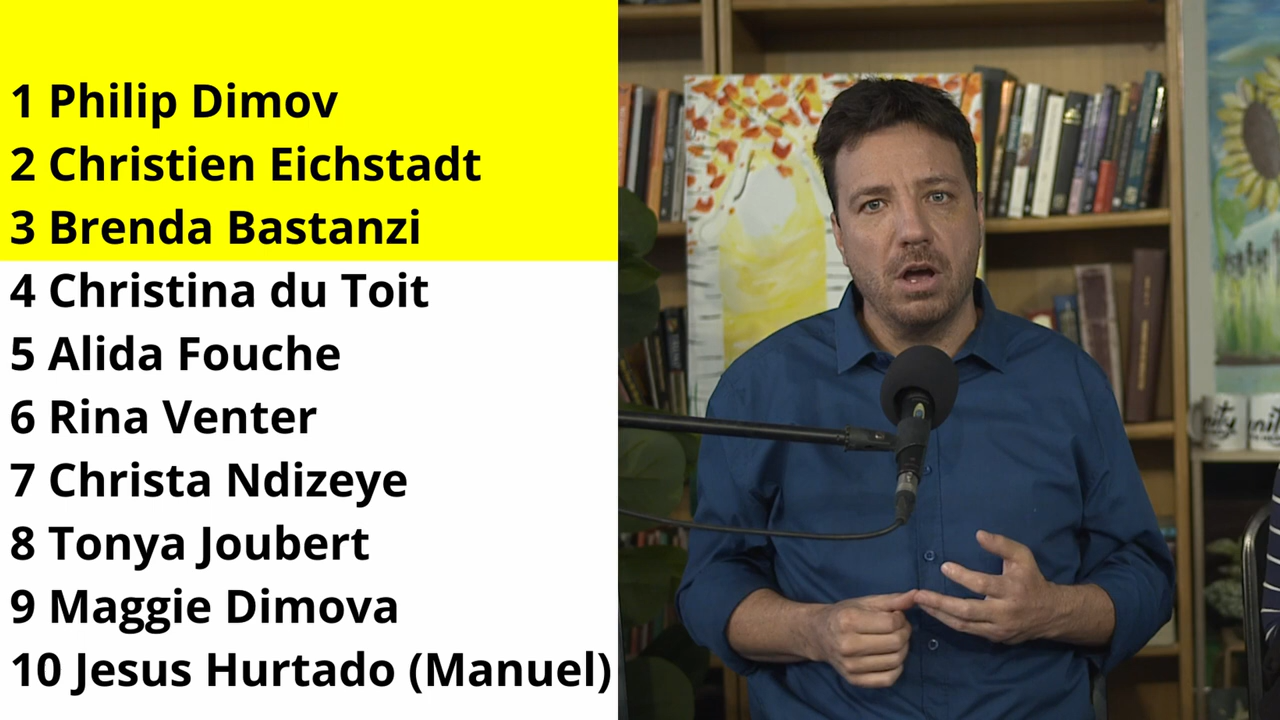 1 Philip Dimov
2 Christien Eichstadt
3 Brenda Bastanzi
4 Christina du Toit
5 Alida Fouche
6 Rina Venter
7 Christa Ndizeye
8 Tonya Joubert
9 Maggie Dimova
10 Jesus Hurtado (Manuel)